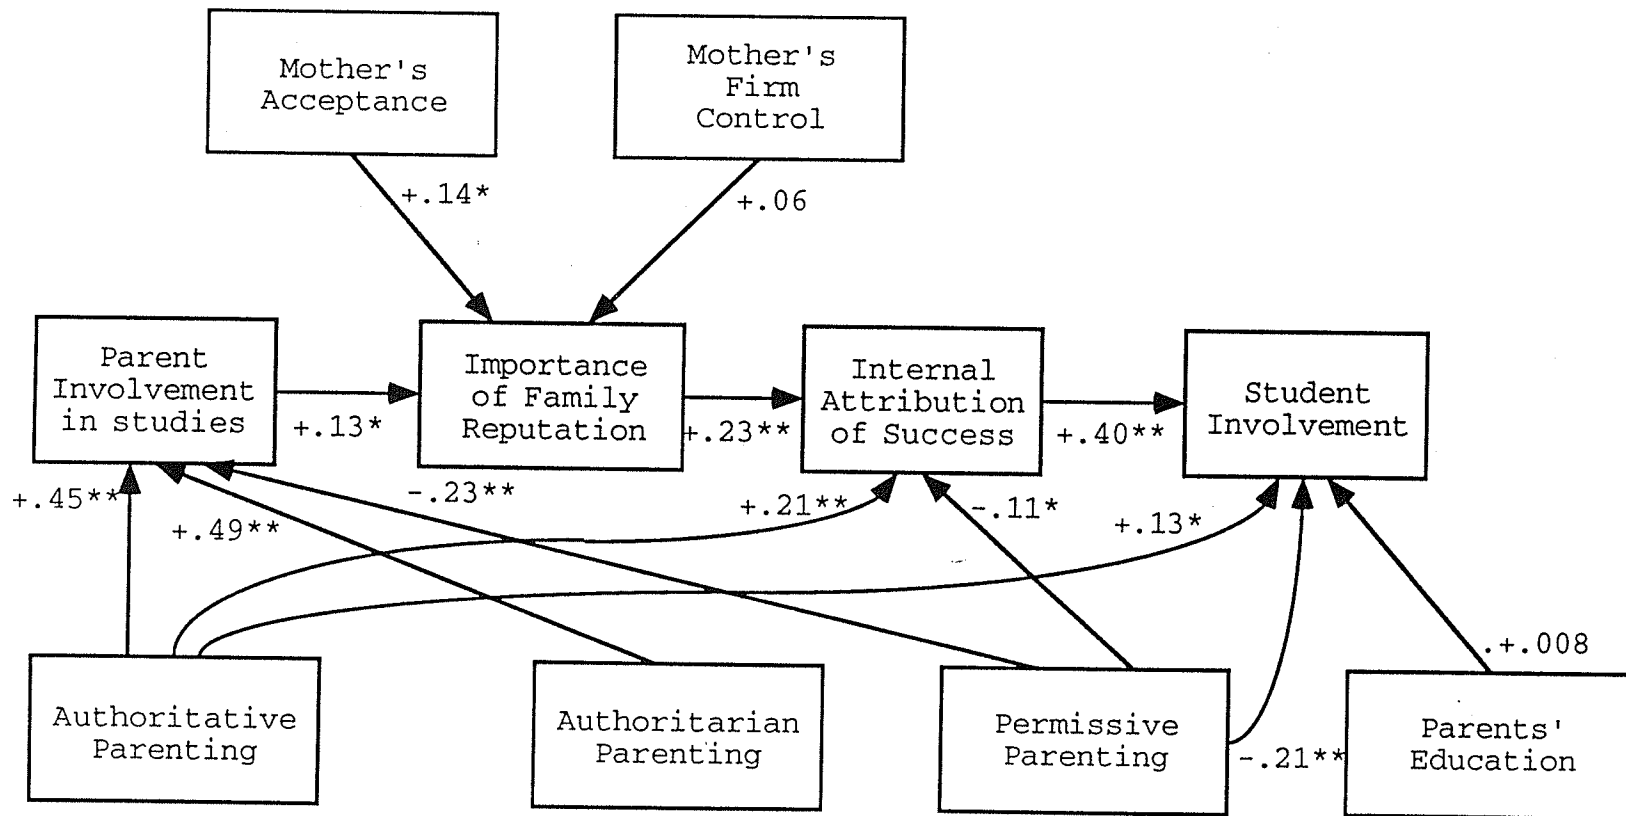 Mother's
Acceptance
Mother's
Firm
Control
+.14*
+.06
Parent
Involvement
in studies
Importance
of Family
Reputation
Internal
Attribution
of Success
Student
Involvement
+.13*
+.23**
+.40**
+.45**
+.49**
-.23**
+.21**
-.11*
+.13*
.+.008
Authoritative
Parenting
Authoritarian
Parenting
Permissive
Parenting
-.21**
Parents'
Education